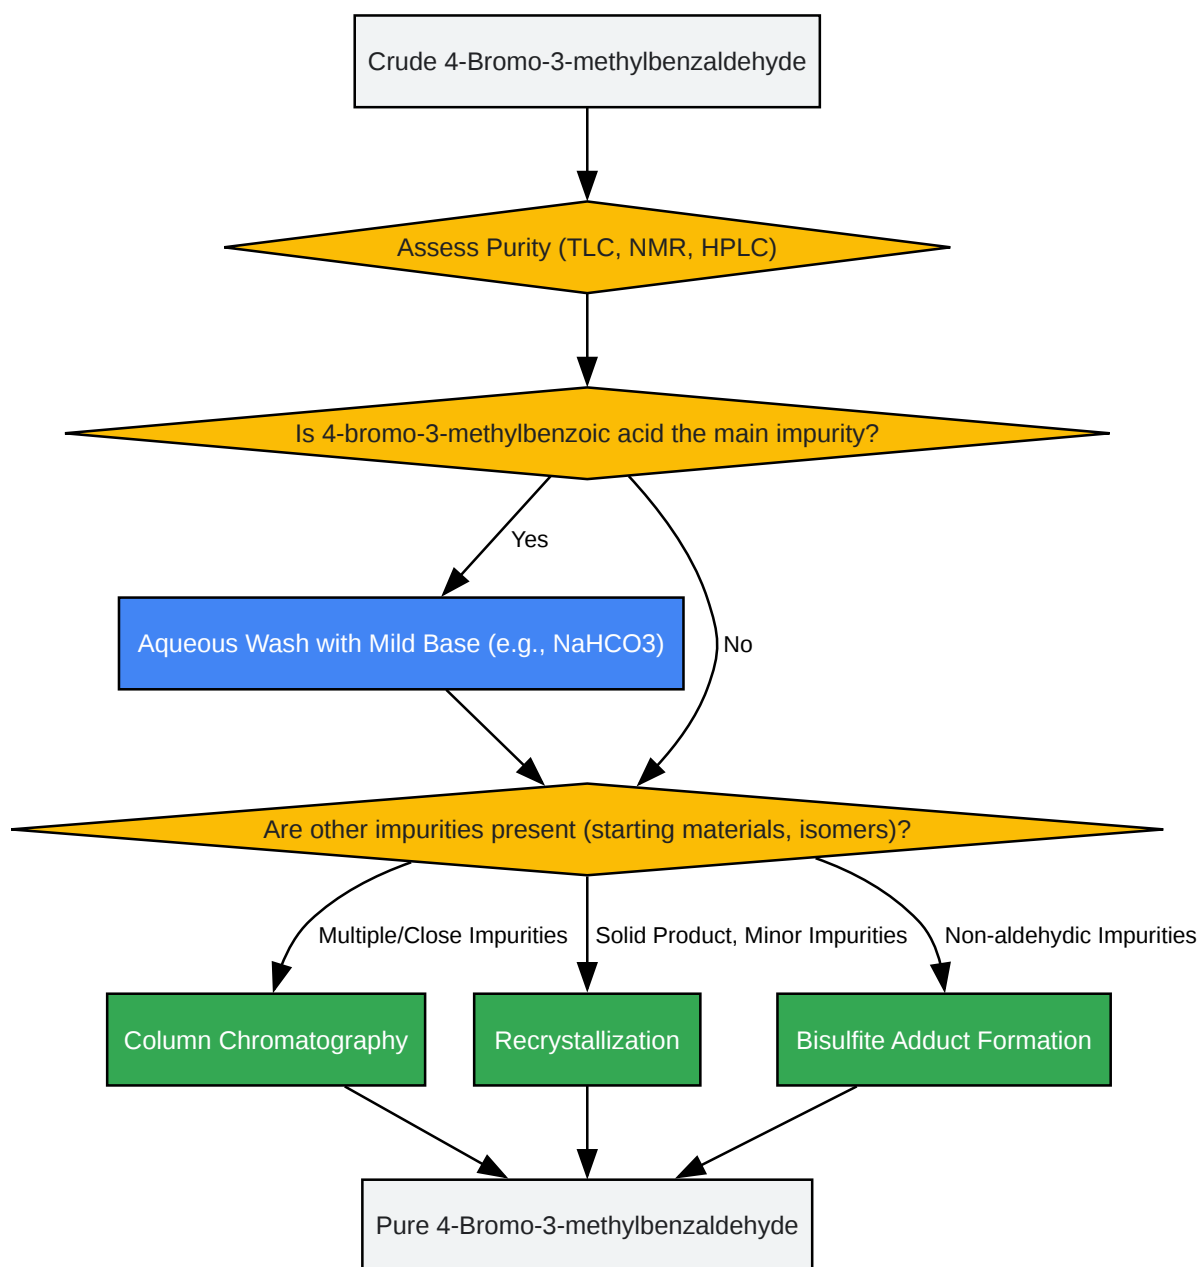 Crude 4-Bromo-3-methylbenzaldehyde
Assess Purity (TLC, NMR, HPLC)
Is 4-bromo-3-methylbenzoic acid the main impurity?
Yes
Aqueous Wash with Mild Base (e.g., NaHCO3)
No
Are other impurities present (starting materials, isomers)?
Multiple/Close Impurities
Solid Product, Minor Impurities
Non-aldehydic Impurities
Column Chromatography
Recrystallization
Bisulfite Adduct Formation
Pure 4-Bromo-3-methylbenzaldehyde